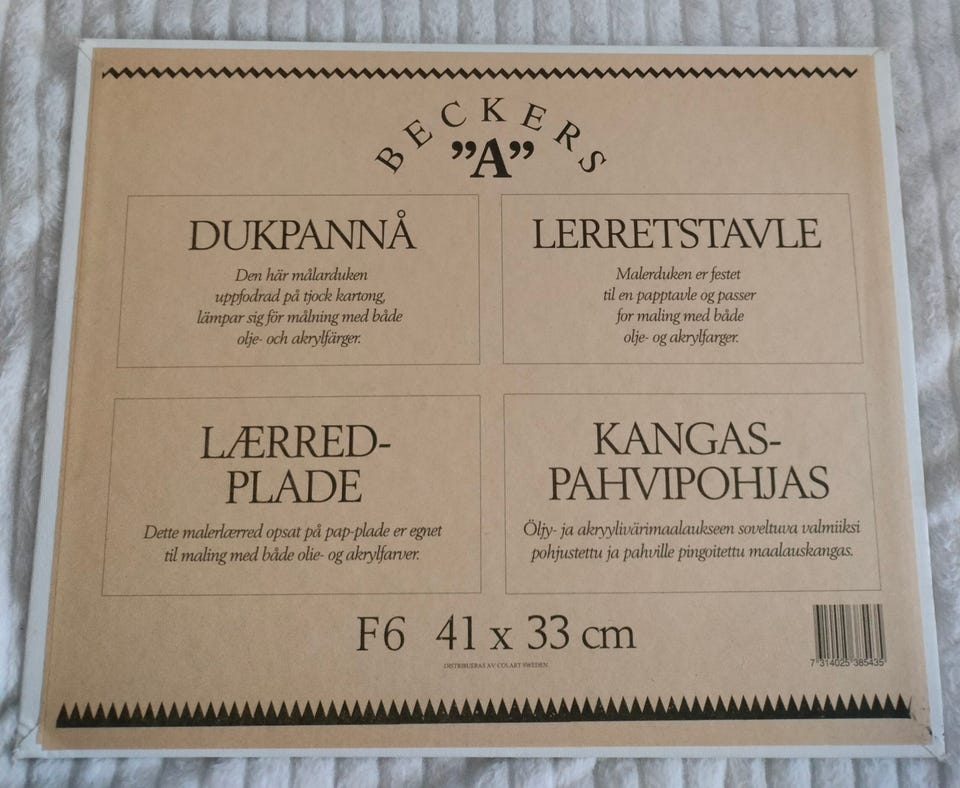 BECKERS
”A”
DUKPANNÅ
Den här målarduken
uppfodrad på tjock kartong,
lämpar sig för målning med både
olje- och akrylfärger.
LERRETSTAVLE
Malerduken er festet
til en papptavle og passer
for maling med både
olje- og akrylfarger.
LÆRRED-
PLADE
Dette malerlærred opsat på pap-plade er egnet
til maling med både olie- og akrylfarver.
KANGAS-
PAHVIPOHJAS
Öljy- ja akryylivärimaalaukseen soveltuva valmiiksi
pohjustettu ja pahville pingoitettu maalauskangas.
F6 41 x 33 cm
DISTRIBUERAS AV COLART SWEDEN
7 314025 385435